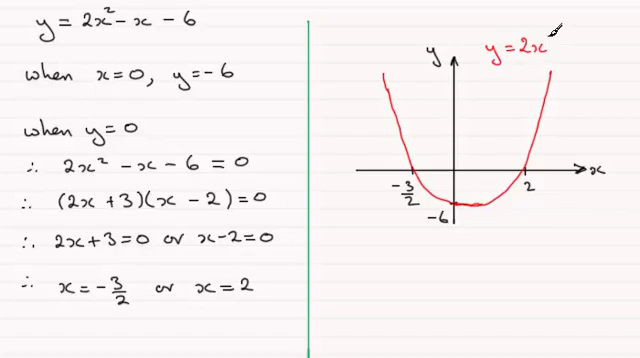 y = 2x² - x - 6
when x = 0, y = -6
when y = 0
∴ 2x² - x - 6 = 0
∴ (2x + 3)(x - 2) = 0
∴ 2x + 3 = 0 or x - 2 = 0
∴ x = -3/2 or x = 2
y
y = 2x
x
-3/2
2
-6